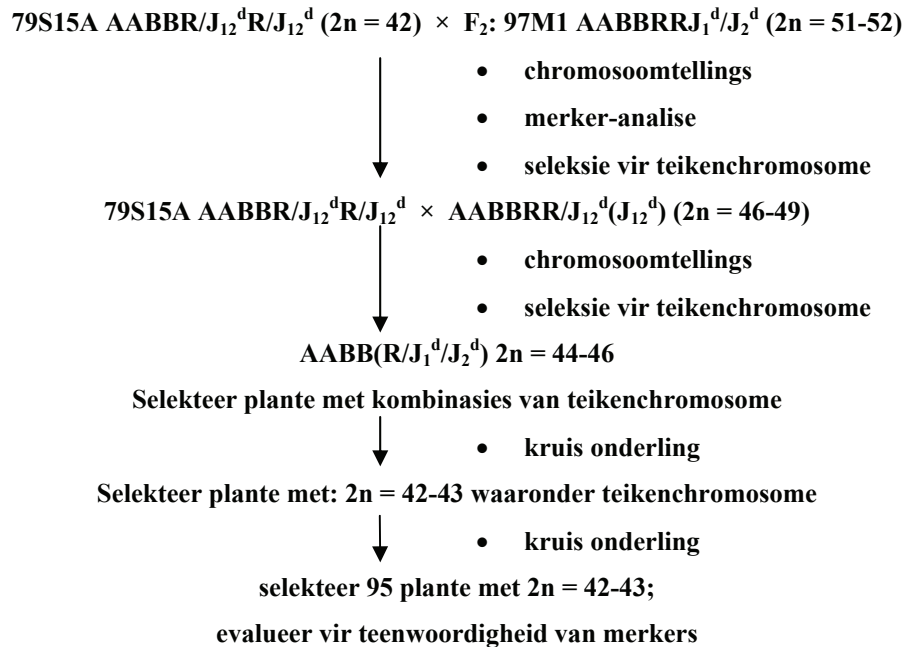 79S15A AABBR/J₁₂ᵈR/J₁₂ᵈ (2n = 42) × F₂: 97M1 AABBRRJ₁ᵈ/J₂ᵈ (2n = 51-52)
• chromosoomtellings
• merker-analise
• seleksie vir teikenchromosome
79S15A AABBR/J₁₂ᵈR/J₁₂ᵈ × AABBRR/J₁₂ᵈ(J₁₂ᵈ) (2n = 46-49)
• chromosoomtellings
• seleksie vir teikenchromosome
AABB(R/J₁ᵈ/J₂ᵈ) 2n = 44-46
Selekteer plante met kombinasies van teikenchromosome
• kruis onderling
Selekteer plante met: 2n = 42-43 waaronder teikenchromosome
• kruis onderling
selekteer 95 plante met 2n = 42-43;
evalueer vir teenwoordigheid van merkers